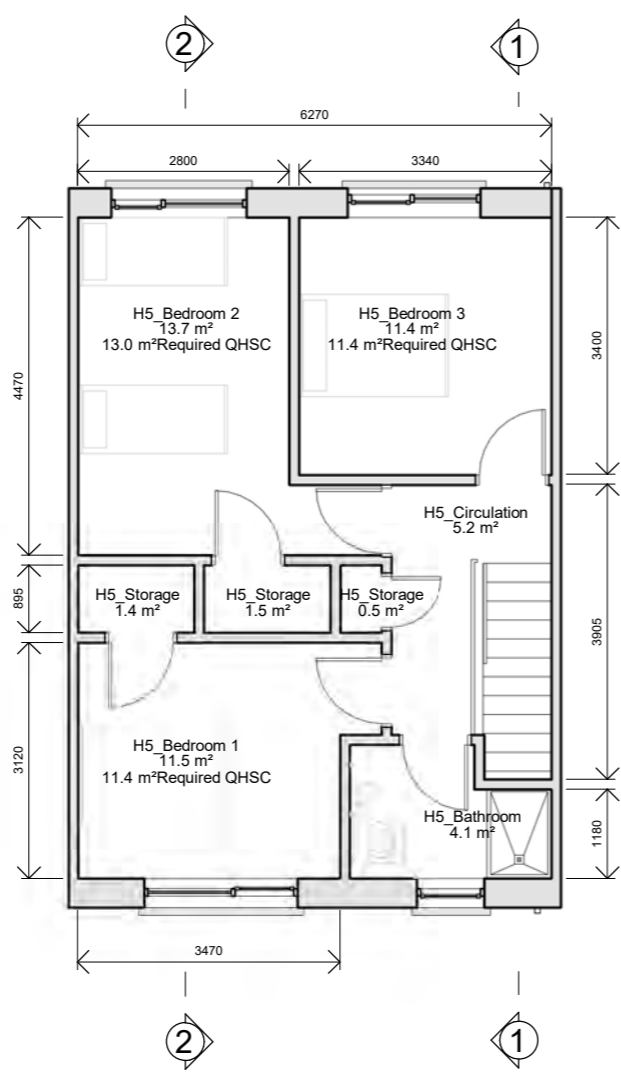 2
1
6270
2800
3340
H5_Bedroom 2
13.7 m²
13.0 m²Required QHSC
H5_Bedroom 3
11.4 m²
11.4 m²Required QHSC
4470
3400
H5_Circulation
5.2 m²
895
H5_Storage
1.4 m²
H5_Storage
1.5 m²
H5_Storage
0.5 m²
3905
3120
H5_Bedroom 1
11.5 m²
11.4 m²Required QHSC
H5_Bathroom
4.1 m²
1180
3470
2
1